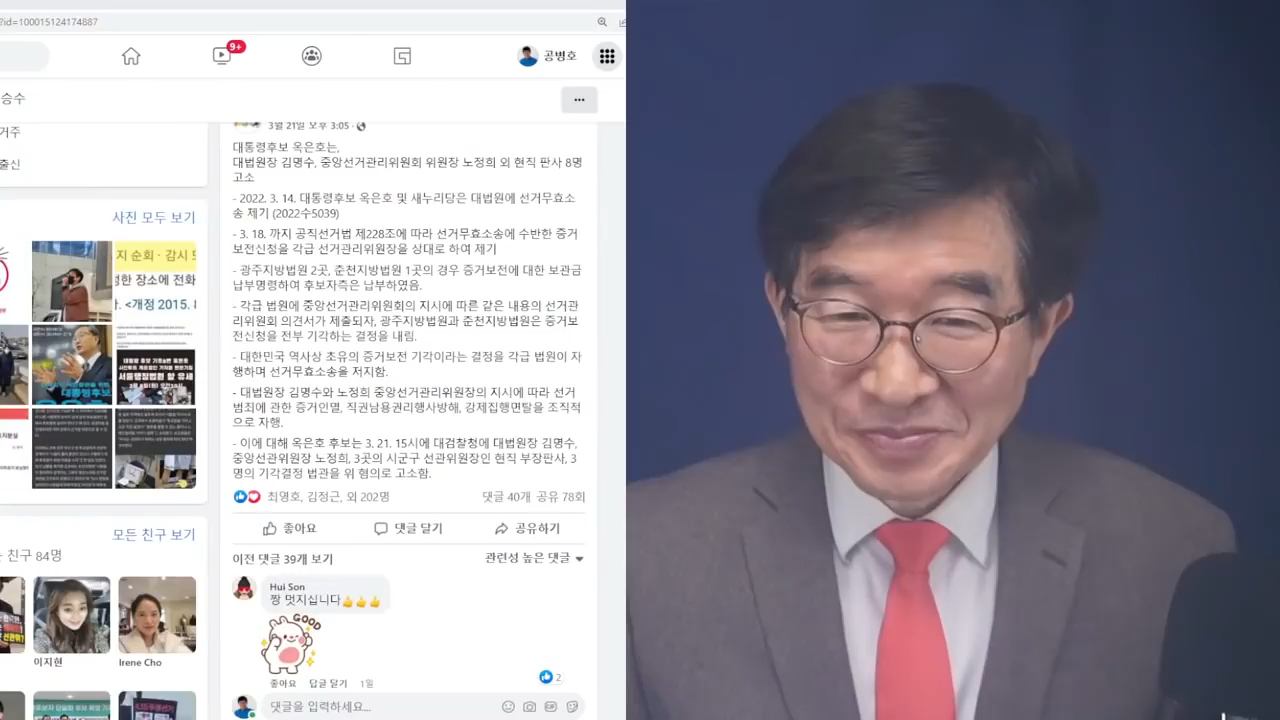 ?id=100015124174887
9+
공병호
승수
거주
출신
사진 모두 보기
모든 친구 보기
친구 84명
이지현
Irene Cho
3월 21일 오후 3:05
대통령후보 옥은호는,
대법원장 김명수, 중앙선거관리위원회 위원장 노정희 외 현직 판사 8명
고소
- 2022. 3. 14. 대통령후보 옥은호 및 새누리당은 대법원에 선거무효소
송 제기 (2022수5039)
- 3. 18. 까지 공직선거법 제228조에 따라 선거무효소송에 수반한 증거
보전신청을 각급 선거관리위원장을 상대로 하여 제기
- 광주지방법원 2곳, 춘천지방법원 1곳의 경우 증거보전에 대한 보관금
납부명령하여 후보자측은 납부하였음.
- 각급 법원에 중앙선거관리위원회의 지시에 따른 같은 내용의 선거관
리위원회 의견서가 제출되자, 광주지방법원과 춘천지방법원은 증거보
전신청을 전부 기각하는 결정을 내림.
- 대한민국 역사상 초유의 증거보전 기각이라는 결정을 각급 법원이 자
행하며 선거무효소송을 저지함.
- 대법원장 김명수와 노정희 중앙선거관리위원장의 지시에 따라 선거
범죄에 관한 증거인멸, 직권남용권리행사방해, 강제집행면탈을 조직적
으로 자행.
- 이에 대해 옥은호 후보는 3. 21. 15시에 대검찰청에 대법원장 김명수,
중앙선관위원장 노정희, 3곳의 시군구 선관위원장인 현직 부장판사, 3
명의 기각결정 법관을 위 혐의로 고소함.
최영호, 김정근, 외 202명
댓글 40개 공유 78회
좋아요 댓글 달기 공유하기
이전 댓글 39개 보기
관련성 높은 댓글
Hui Son
짱 멋지십니다👍👍👍
GOOD
좋아요 답글 달기 1일
2
댓글을 입력하세요...